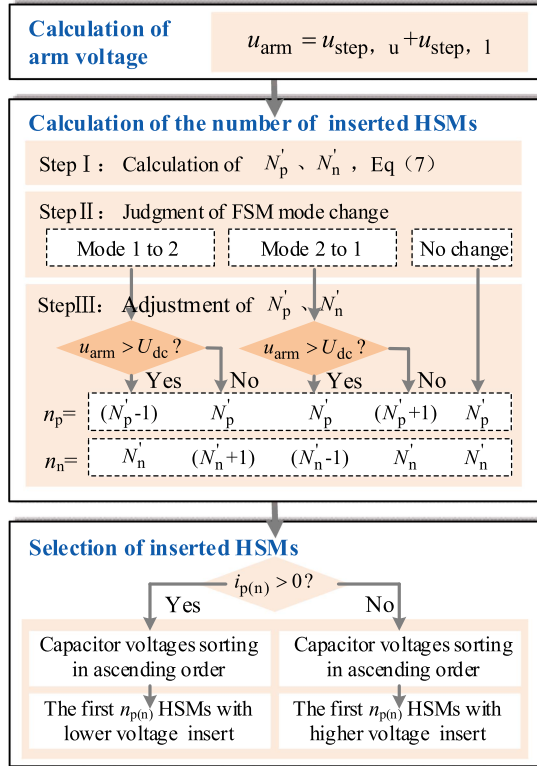 Calculation of
arm voltage
u_arm = u_step， u + u_step， l
Calculation of the number of inserted HSMs
Step Ⅰ： Calculation of N'_p 、 N'_n ，Eq（7）
Step Ⅱ： Judgment of FSM mode change
Mode 1 to 2 Mode 2 to 1 No change
StepⅢ： Adjustment of N'_p 、 N'_n
u_arm > U_dc ? u_arm > U_dc ?
Yes No Yes No
n_p= (N'_p-1) N'_p N'_p (N'_p+1) N'_p
n_n= N'_n (N'_n+1) (N'_n-1) N'_n N'_n
Selection of inserted HSMs
i_p(n) > 0?
Yes No
Capacitor voltages sorting
in ascending order
Capacitor voltages sorting
in ascending order
The first n_p(n) HSMs with
lower voltage insert
The first n_p(n) HSMs with
higher voltage insert